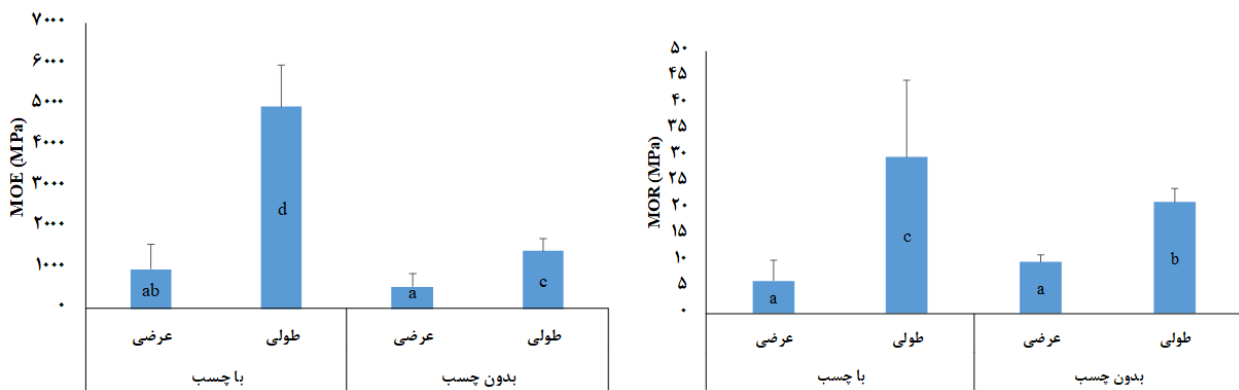 MOE (MPa)
۷۰۰۰
۶۰۰۰
۵۰۰۰
۴۰۰۰
۳۰۰۰
۲۰۰۰
۱۰۰۰
۰
ab
d
a
c
عرضی
طولی
عرضی
طولی
با چسب
بدون چسب
MOR (MPa)
۵۰
۴۵
۴۰
۳۵
۳۰
۲۵
۲۰
۱۵
۱۰
۵
۰
a
c
a
b
عرضی
طولی
عرضی
طولی
با چسب
بدون چسب